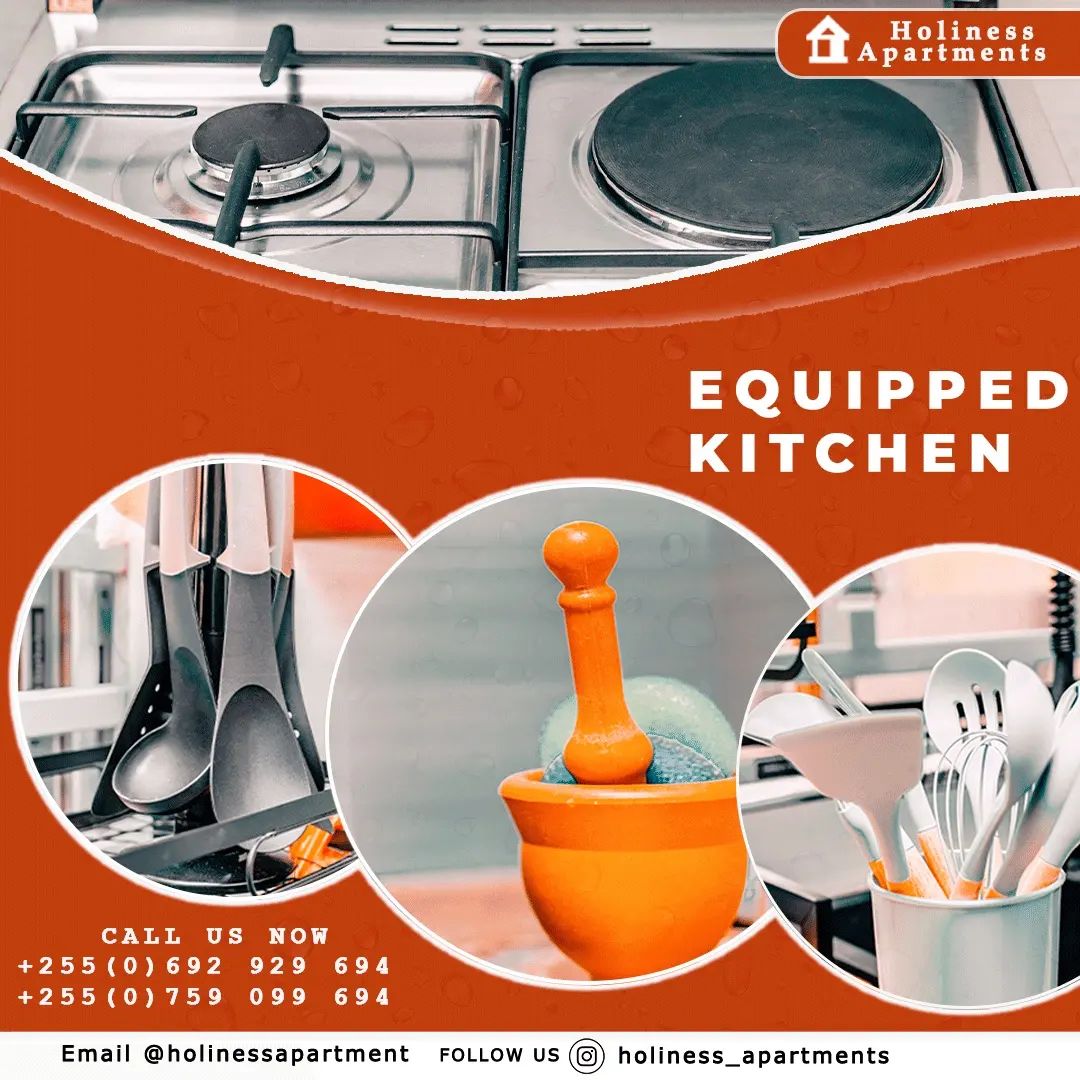 Holiness
Apartments
EQUIPPED
KITCHEN
CALL US NOW
+255(0)692 929 694
+255(0)759 099 694
Email @holinessapartment FOLLOW US holiness_apartments